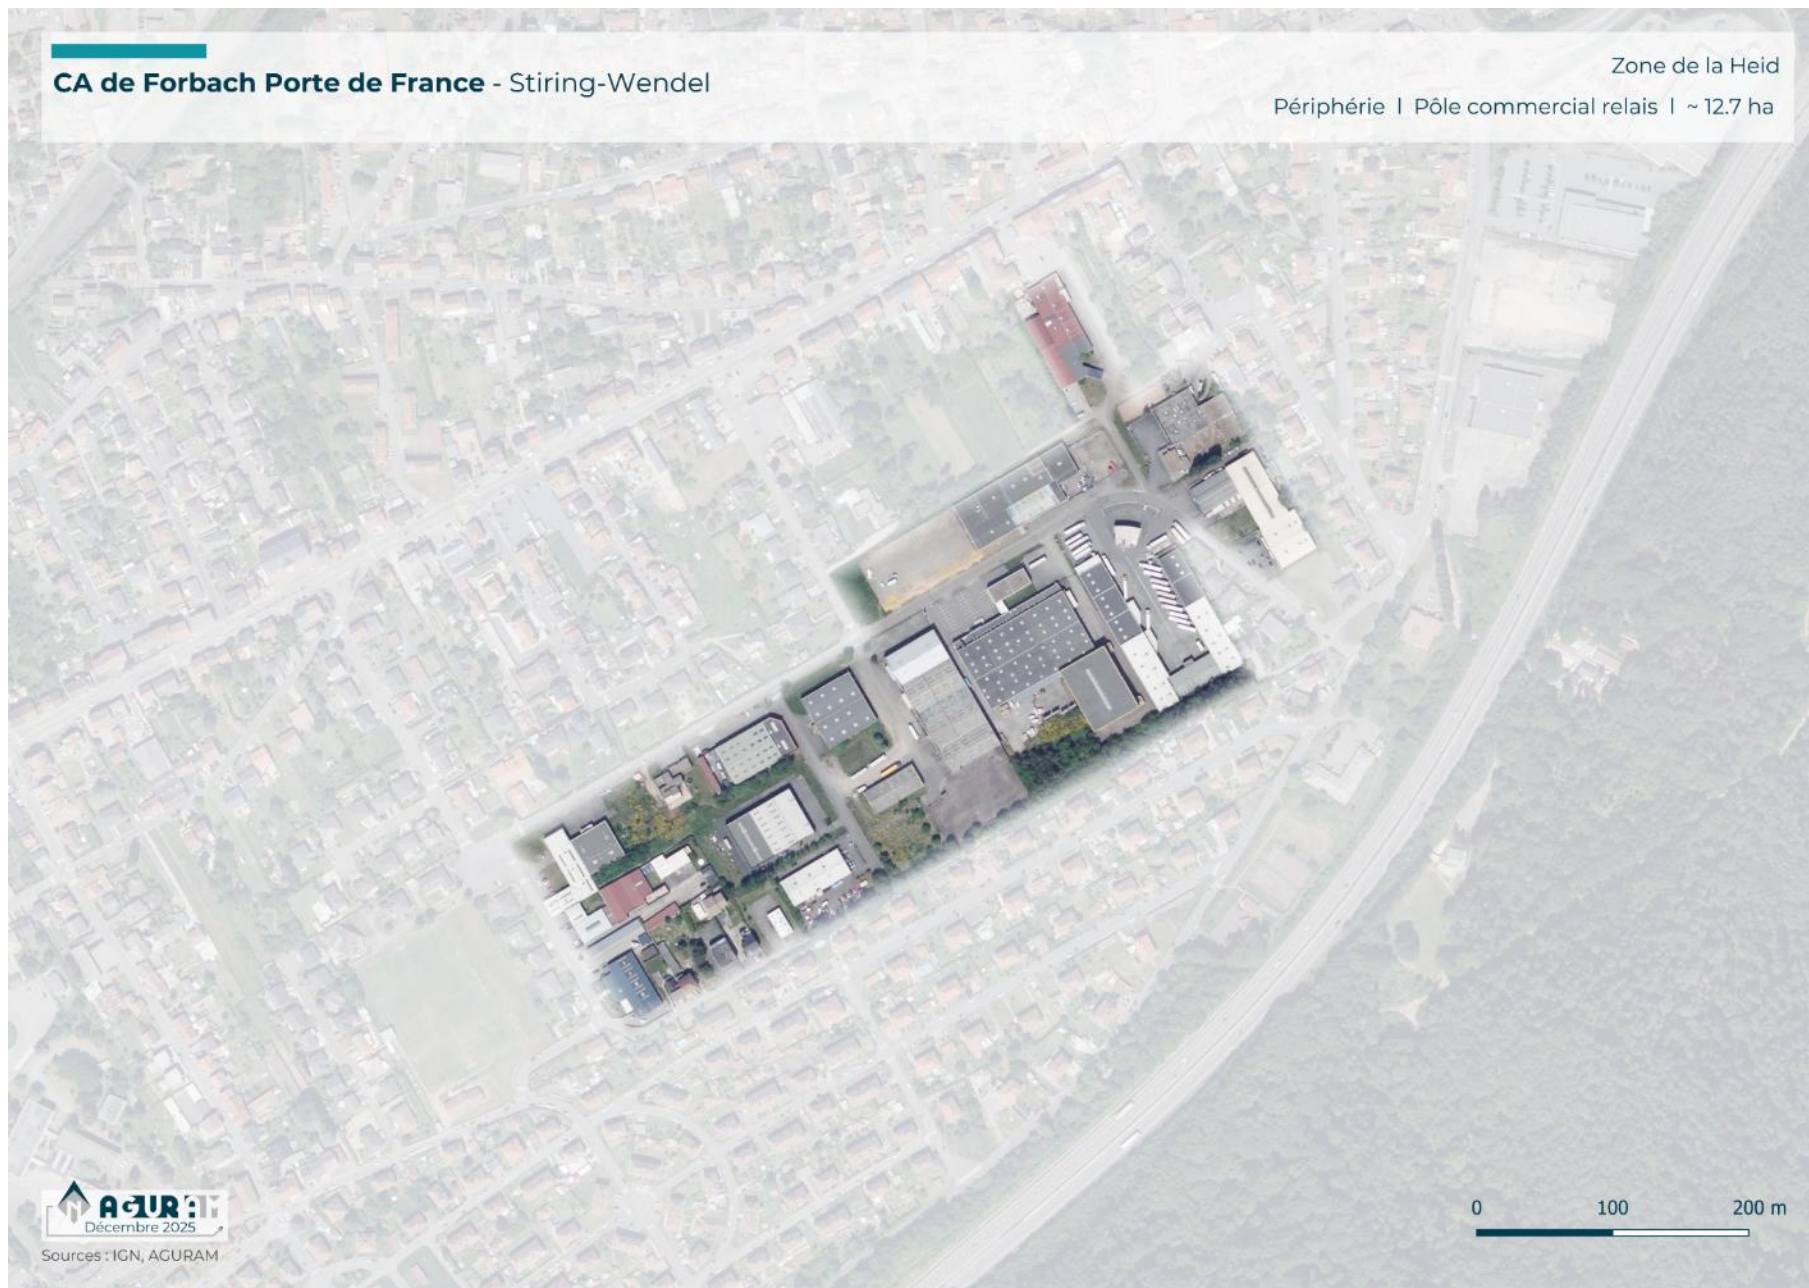 CA de Forbach Porte de France - Stiring-Wendel
Zone de la Heid
Périphérie | Pôle commercial relais | ~ 12.7 ha
N
AGURAM
Décembre 2025
Sources : IGN, AGURAM
0 100 200 m